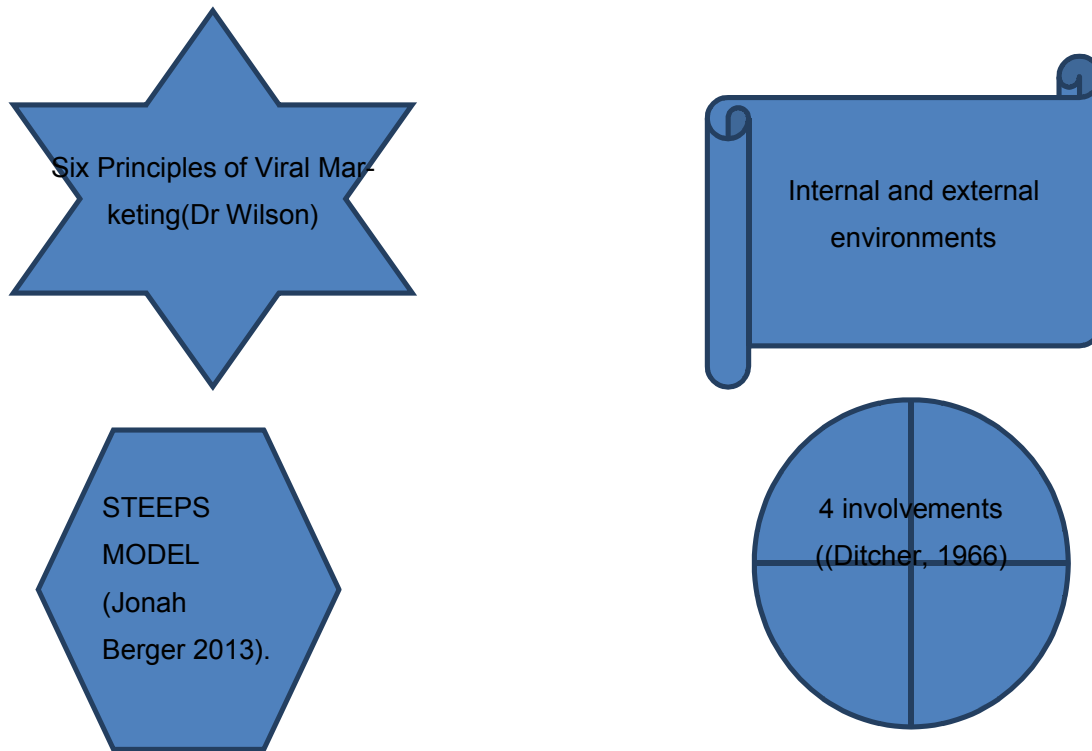 Six Principles of Viral Mar-
keting(Dr Wilson)
Internal and external
environments
STEEPS
MODEL
(Jonah
Berger 2013).
4 involvements
((Ditcher, 1966)